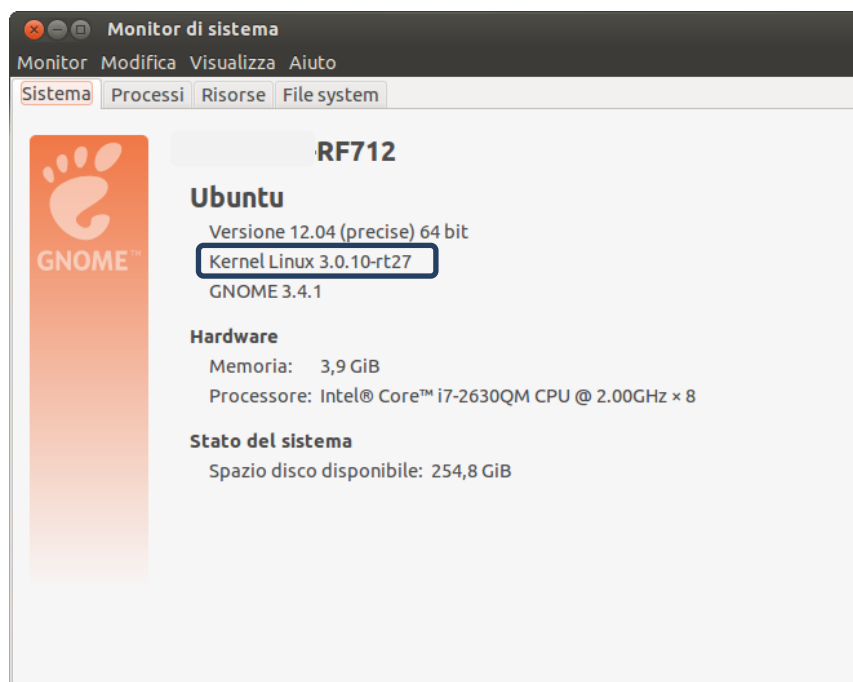 Monitor di sistema
Monitor Modifica Visualizza Aiuto
Sistema Processi Risorse File system
-RF712
GNOME™
Ubuntu
Versione 12.04 (precise) 64 bit
Kernel Linux 3.0.10-rt27
GNOME 3.4.1
Hardware
Memoria: 3,9 GiB
Processore: Intel® Core™ i7-2630QM CPU @ 2.00GHz × 8
Stato del sistema
Spazio disco disponibile: 254,8 GiB